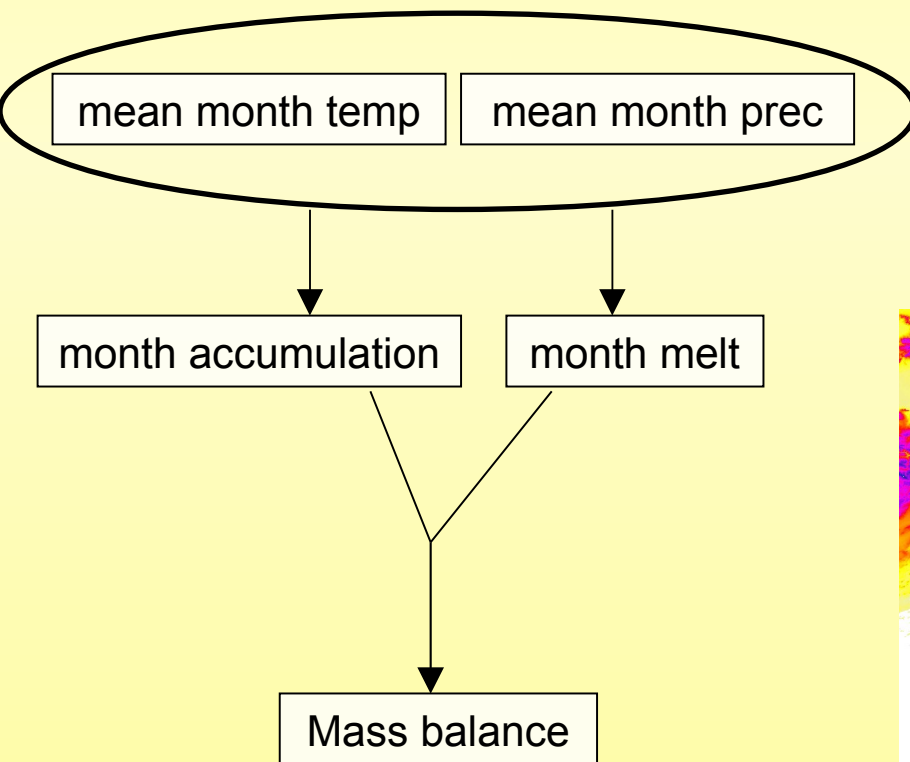 mean month temp
mean month prec
month accumulation
month melt
Mass balance